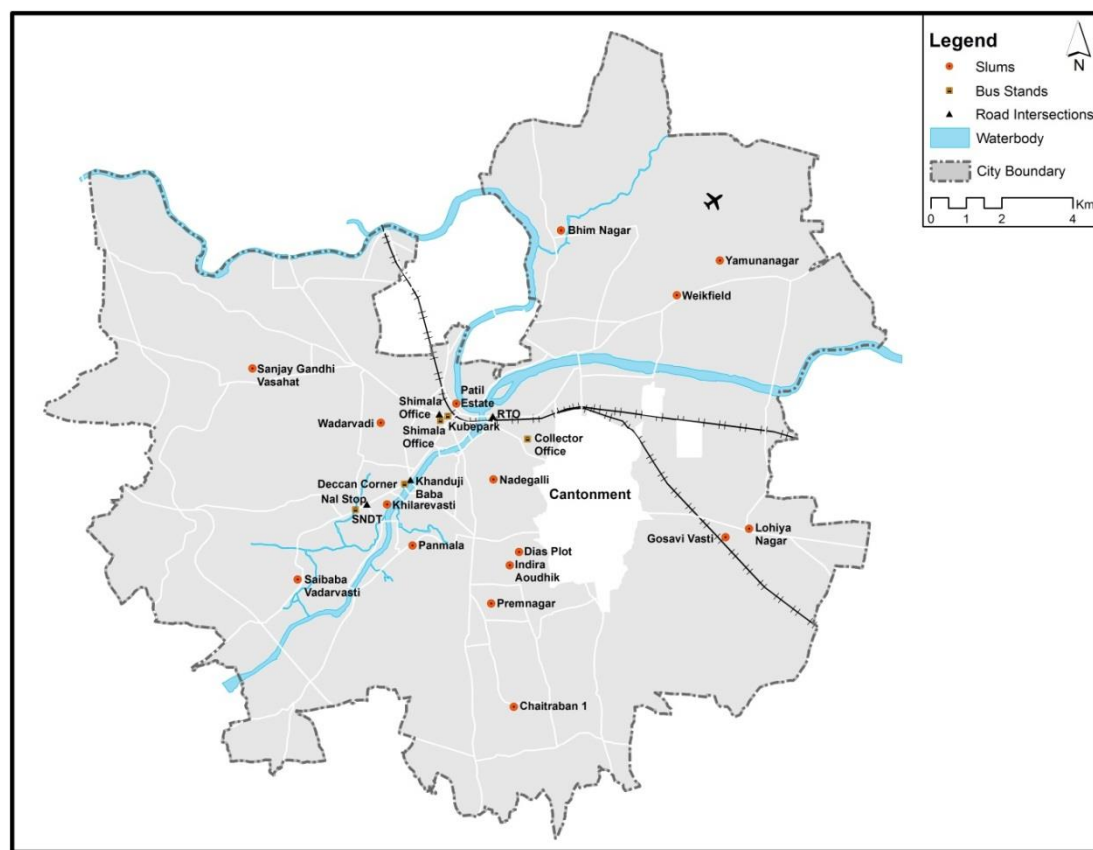 Legend
N
Slums
Bus Stands
Road Intersections
Waterbody
City Boundary
Km
0 1 2 4
Bhim Nagar
Yamunanagar
Weikfield
Sanjay Gandhi
Vasahat
Patil
Estate
Shimala
Office
RTO
Kubepark
Shimala
Office
Wadarvadi
Collector
Office
Deccan Corner
Khanduji
Baba
Nadegalli
Cantonment
Nal Stop
Khilarevasti
SNDT
Lohiya
Nagar
Gosavi Vasti
Panmala
Dias Plot
Indira
Aoudhik
Saibaba
Vadarvasti
Premnagar
Chaitraban 1